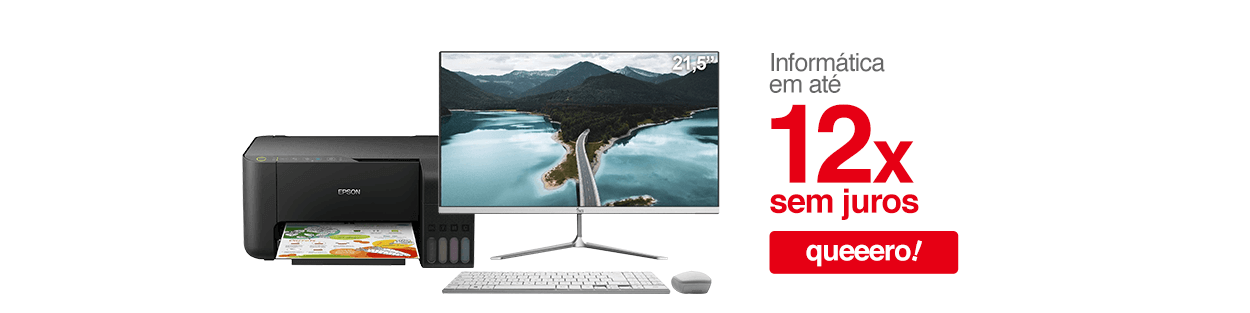 21,5”
EPSON
Informática
em até
12x
sem juros
queeero!